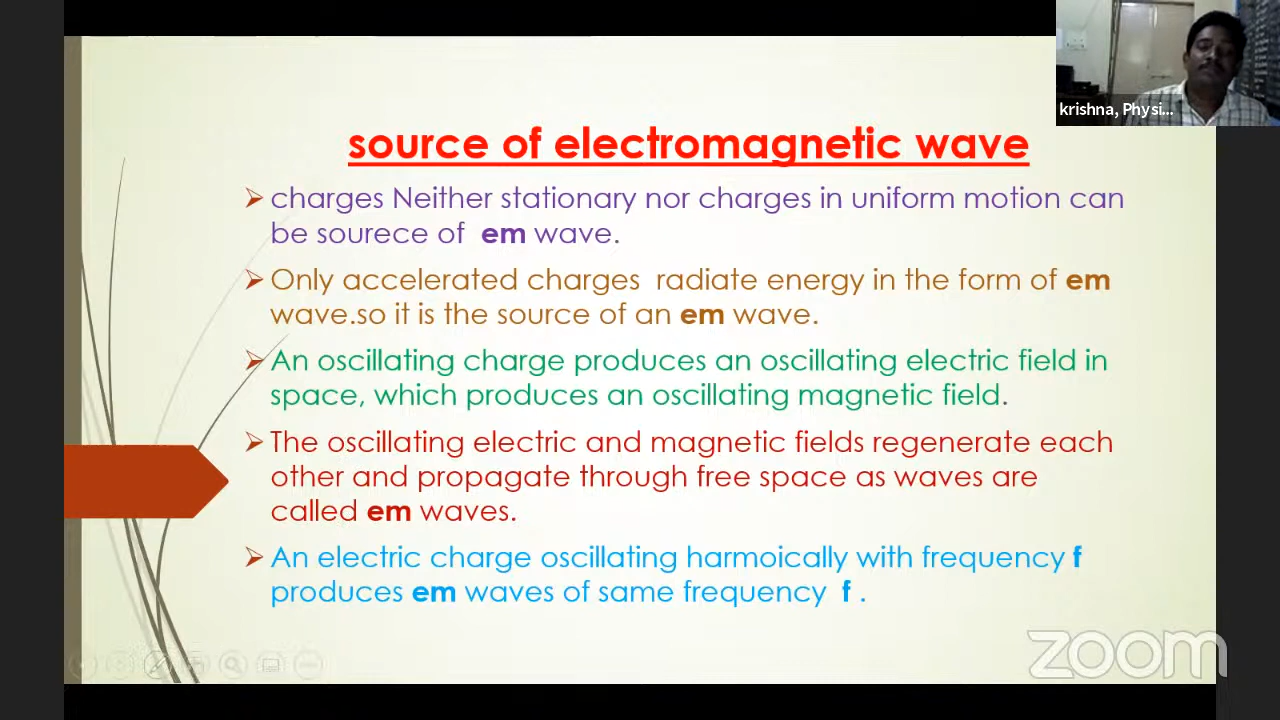 krishna, Physi...
source of electromagnetic wave
charges Neither stationary nor charges in uniform motion can
be sourece of em wave.
Only accelerated charges radiate energy in the form of em
wave.so it is the source of an em wave.
An oscillating charge produces an oscillating electric field in
space, which produces an oscillating magnetic field.
The oscillating electric and magnetic fields regenerate each
other and propagate through free space as waves are
called em waves.
An electric charge oscillating harmoically with frequency f
produces em waves of same frequency f .
zoom